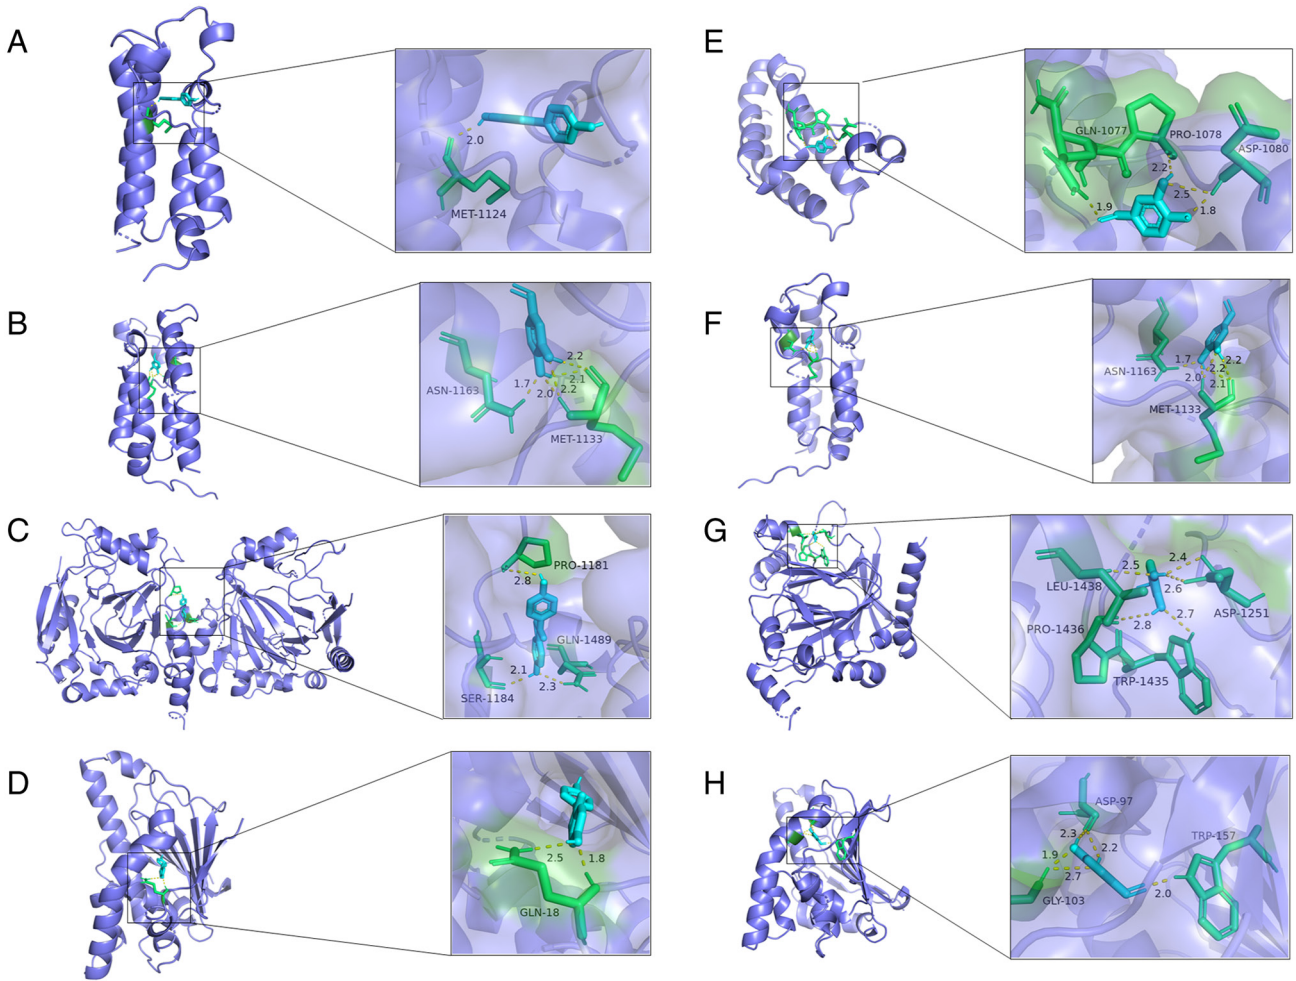 A
2.0
MET-1124
B
2.2
ASN-1163
1.7
2.1
2.0
2.2
MET-1133
C
PRO-1181
2.8
GLN-1489
2.1
SER-1184
2.3
D
2.5
1.8
GLN-18
E
GLN-1077
PRO-1078
ASP-1080
2.2
2.5
1.9
1.8
F
1.7
2.2
ASN-1163
2.2
2.0
2.1
MET-1133
G
2.4
2.5
LEU-1438
2.6
ASP-1251
2.7
PRO-1436
2.8
TRP-1435
H
ASP-97
2.3
TRP-157
2.2
1.9
2.7
2.0
GLY-103